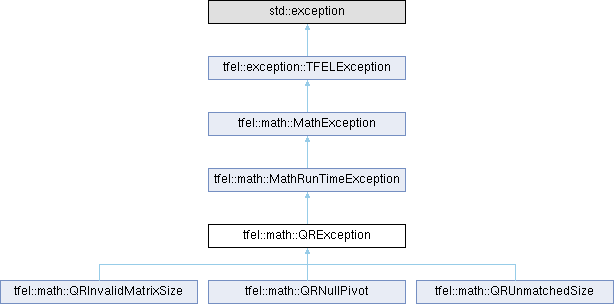 std::exception
tfel::exception::TFELException
tfel::math::MathException
tfel::math::MathRunTimeException
tfel::math::QRException
tfel::math::QRInvalidMatrixSize
tfel::math::QRNullPivot
tfel::math::QRUnmatchedSize